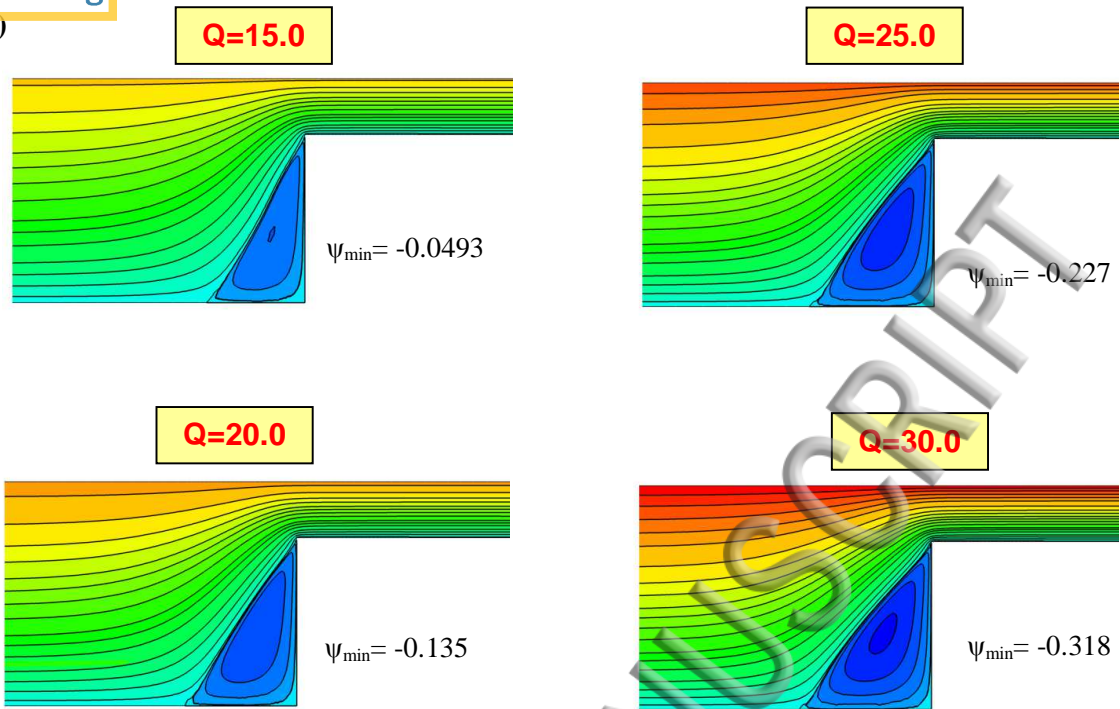 g
)
Q=15.0
Q=25.0
ψmin= -0.0493
ψmin= -0.227
Q=20.0
Q=30.0
ψmin= -0.135
ψmin= -0.318